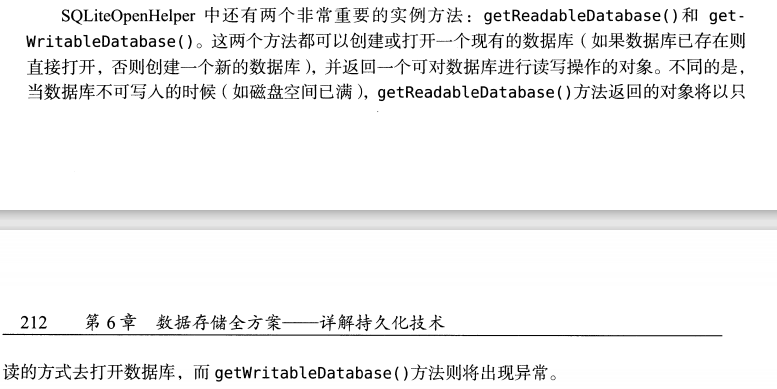 SQLiteOpenHelper 中还有两个非常重要的实例方法：getReadableDatabase()和 get-
WritableDatabase()。这两个方法都可以创建或打开一个现有的数据库（如果数据库已存在则
直接打开，否则创建一个新的数据库），并返回一个可对数据库进行读写操作的对象。不同的是，
当数据库不可写入的时候（如磁盘空间已满），getReadableDatabase()方法返回的对象将以只
212 第 6 章 数据存储全方案——详解持久化技术
读的方式去打开数据库，而 getWritableDatabase()方法则将出现异常。